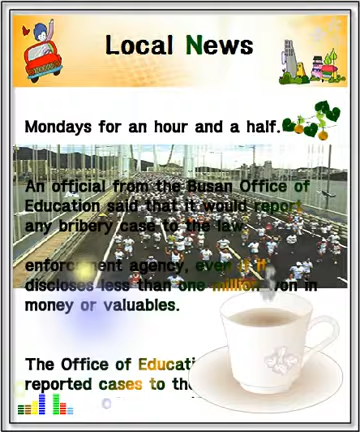 Local News
Mondays for an hour and a half.
An official from the Busan Office of
Education said that it would report
any bribery case to the law
enforcement agency, even if it
discloses less than one million won in
money or valuables.
The Office of Educati
reported cases to the